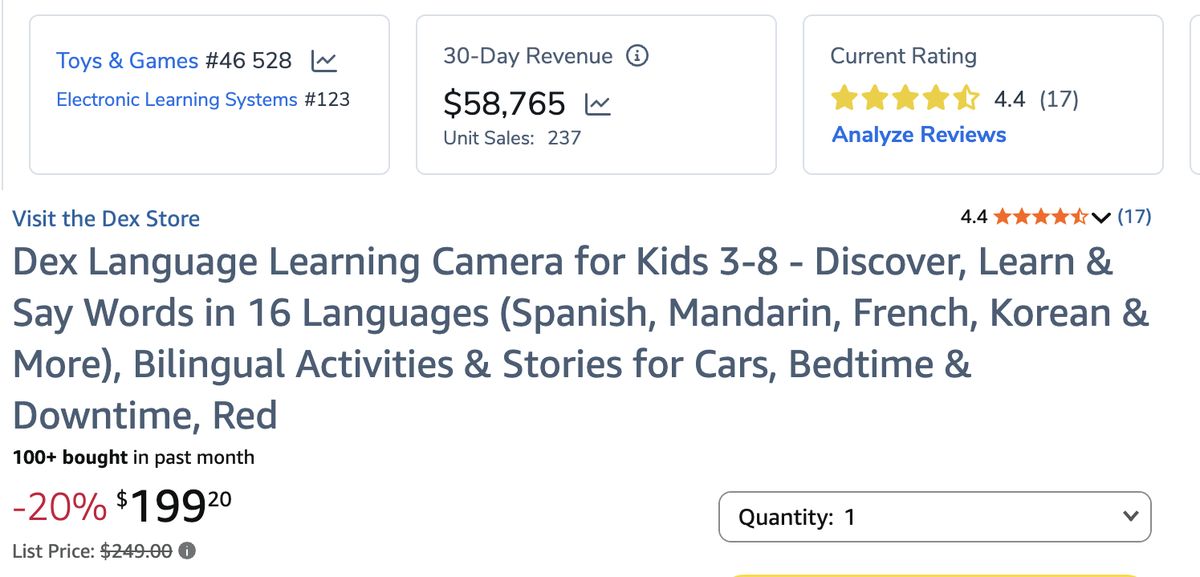 Toys & Games #46 528
Electronic Learning Systems #123
30-Day Revenue
$58,765
Unit Sales: 237
Current Rating
4.4 (17)
Analyze Reviews
Visit the Dex Store
4.4 (17)
Dex Language Learning Camera for Kids 3-8 - Discover, Learn &
Say Words in 16 Languages (Spanish, Mandarin, French, Korean &
More), Bilingual Activities & Stories for Cars, Bedtime &
Downtime, Red
100+ bought in past month
-20% $19920
List Price: $249.00
Quantity: 1